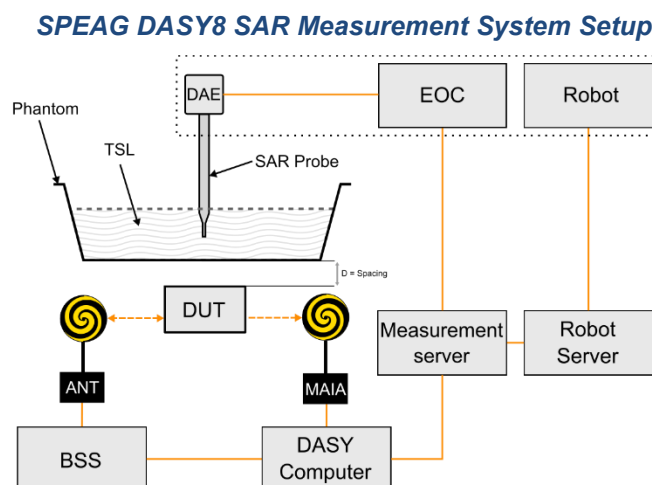 SPEAG DASY8 SAR Measurement System Setup
DAE
EOC
Robot
Phantom
TSL
SAR Probe
D = Spacing
DUT
Measurement
server
Robot
Server
ANT
MAIA
BSS
DASY
Computer